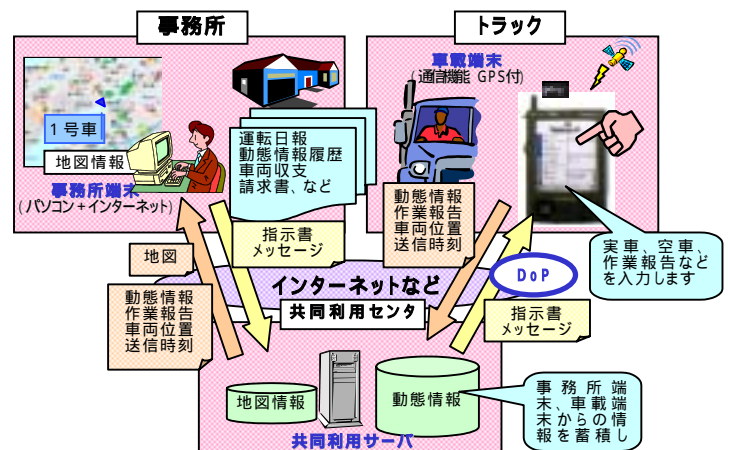 事務所
トラック
1号車
地図情報
事務所端末
(パソコン+インターネット)
運転日報
動態情報履歴
車両収支
請求書、など
車載端末
(通信機能 GPS付)
動態情報
作業報告
車両位置
送信時刻
実車、空車、
作業報告など
を入力します
指示書
メッセージ
地図
動態情報
作業報告
車両位置
送信時刻
インターネットなど
DoP
共同利用センタ
指示書
メッセージ
地図情報
動態情報
共同利用サーバ
事務所端
末、車載端
末からの情
報を蓄積し